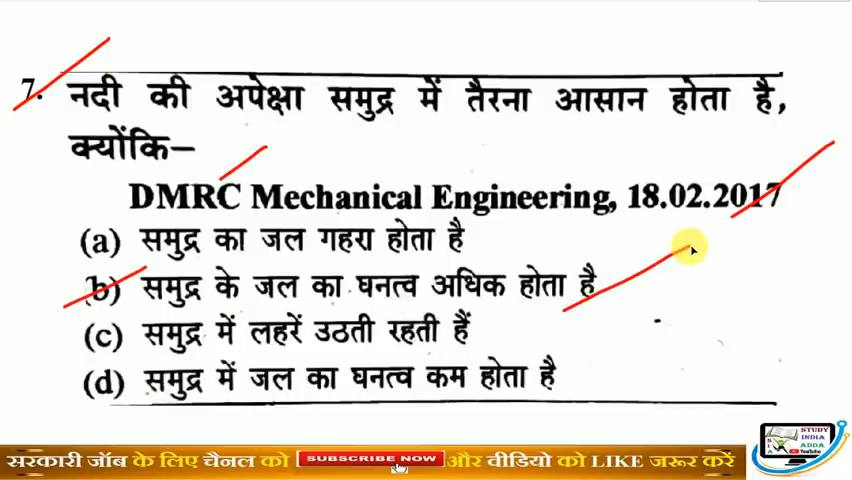 7. नदी की अपेक्षा समुद्र में तैरना आसान होता है,
क्योंकि–
DMRC Mechanical Engineering, 18.02.2017
(a) समुद्र का जल गहरा होता है
(b) समुद्र के जल का घनत्व अधिक होता है
(c) समुद्र में लहरें उठती रहती हैं
(d) समुद्र में जल का घनत्व कम होता है
STUDY
INDIA
ADDA
YouTube
सरकारी जॉब के लिए चैनल को SUBSCRIBE NOW और वीडियो को LIKE जरूर करें